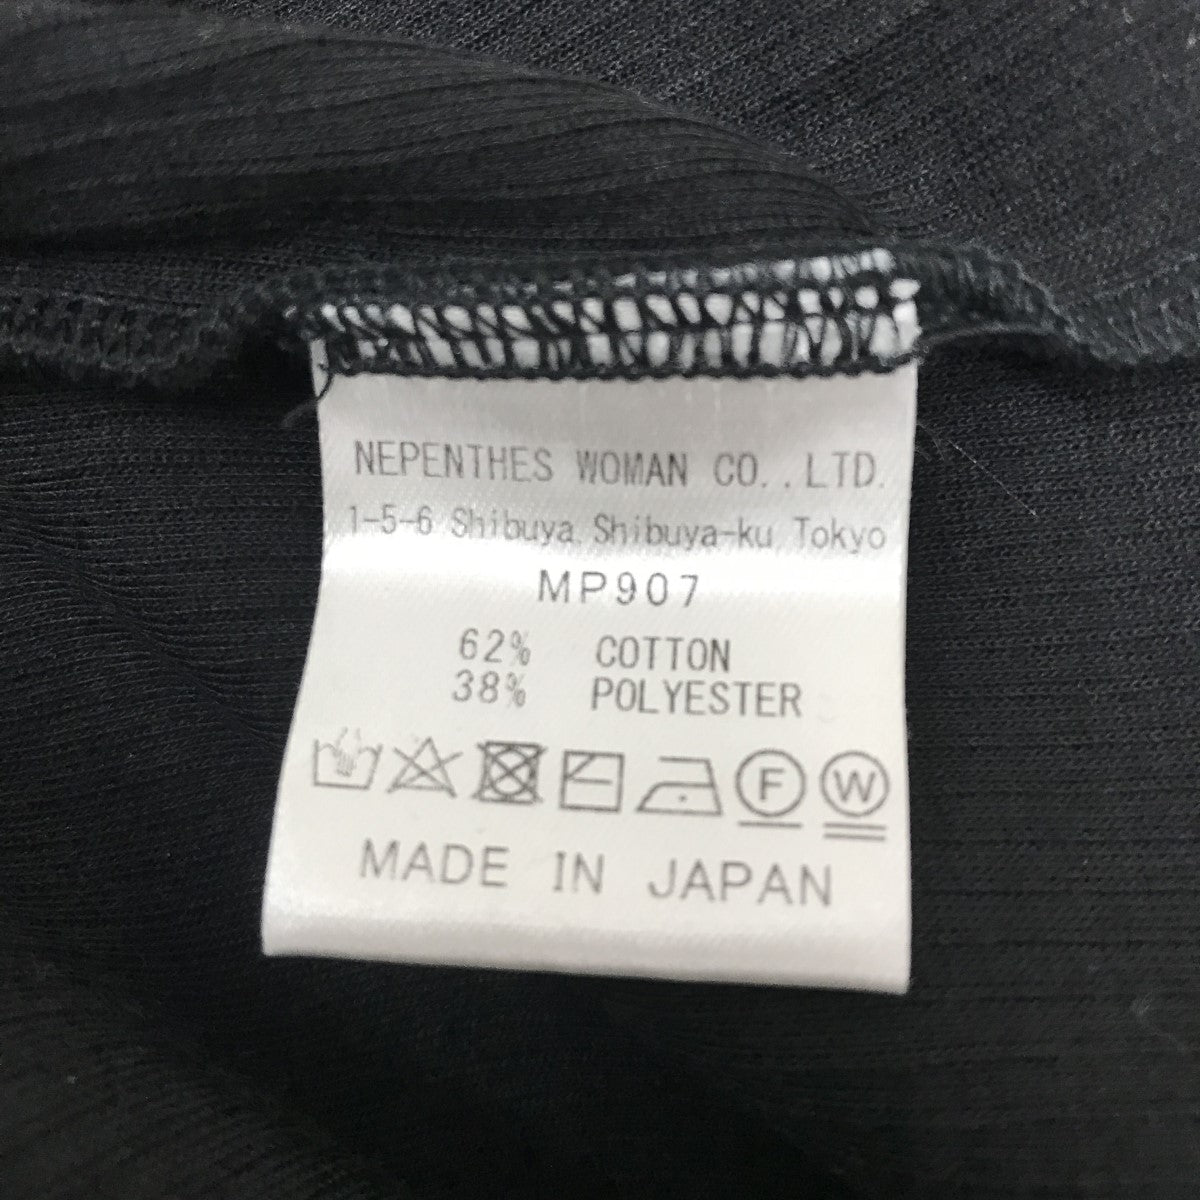 NEPENTHES WOMAN CO.,LTD.
1-5-6 Shibuya, Shibuya-ku, Tokyo
MP907
62% COTTON
38% POLYESTER
F W
MADE IN JAPAN